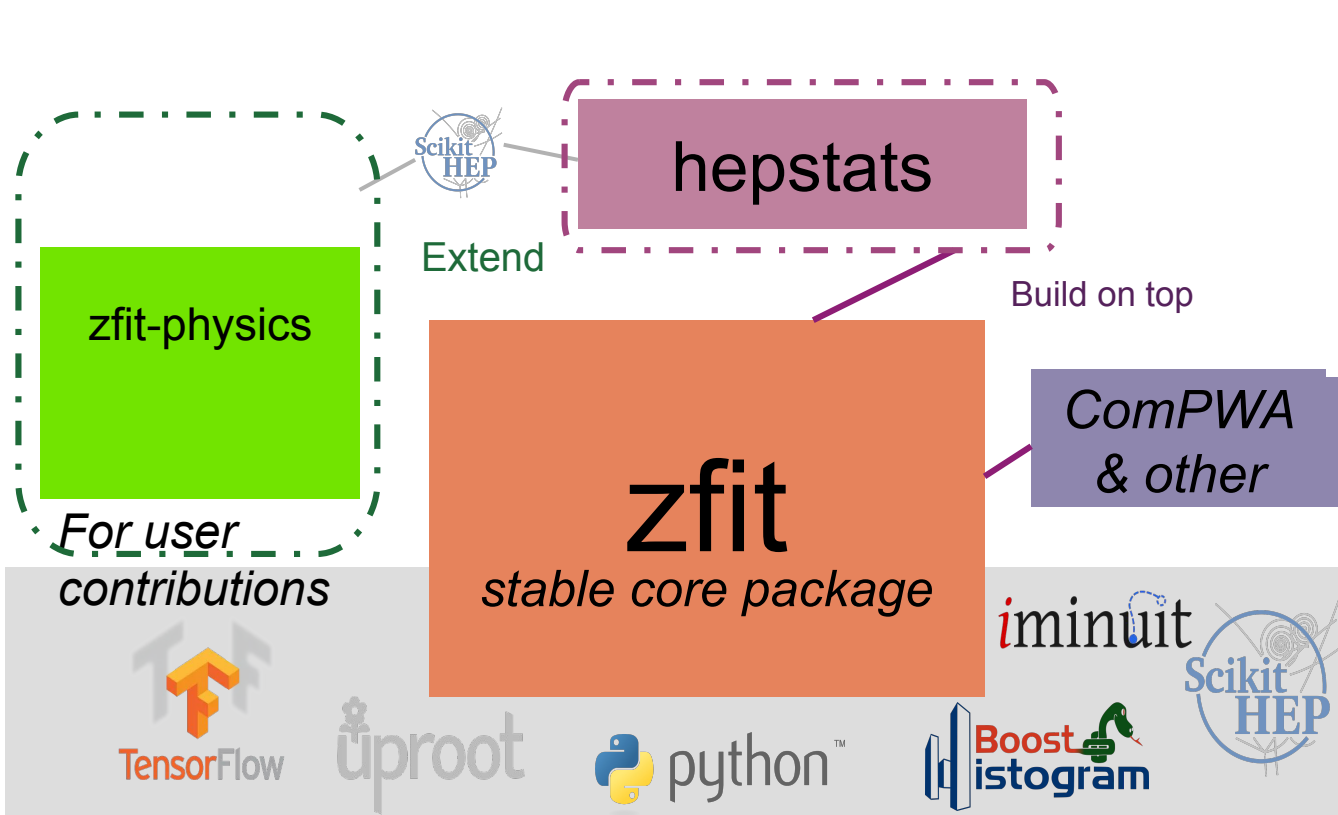 Scikit
HEP
hepstats
Extend
Build on top
zfit-physics
ComPWA
& other
zfit
stable core package
For user
contributions
iminuit
Scikit
HEP
TF
TensorFlow
uproot
python™
Boost
Histogram